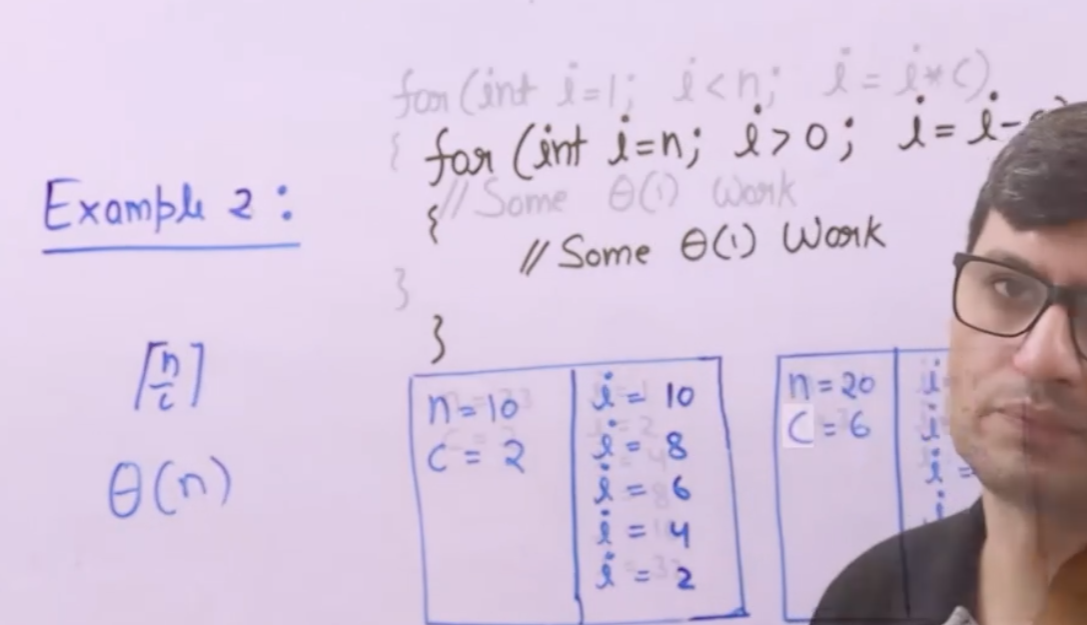 for(int i=1; i<n; i=i*c)
{
for (int i=n; i>0; i=i-
// Some θ(1) Work
{
// Some θ(1) Work
}
}
Example 2:
⌈n/c⌉
θ(n)
n=10
c = 2
i = 10
i = 8
i = 6
i = 4
i = 2
n=20
c=6
i
i
i =
i